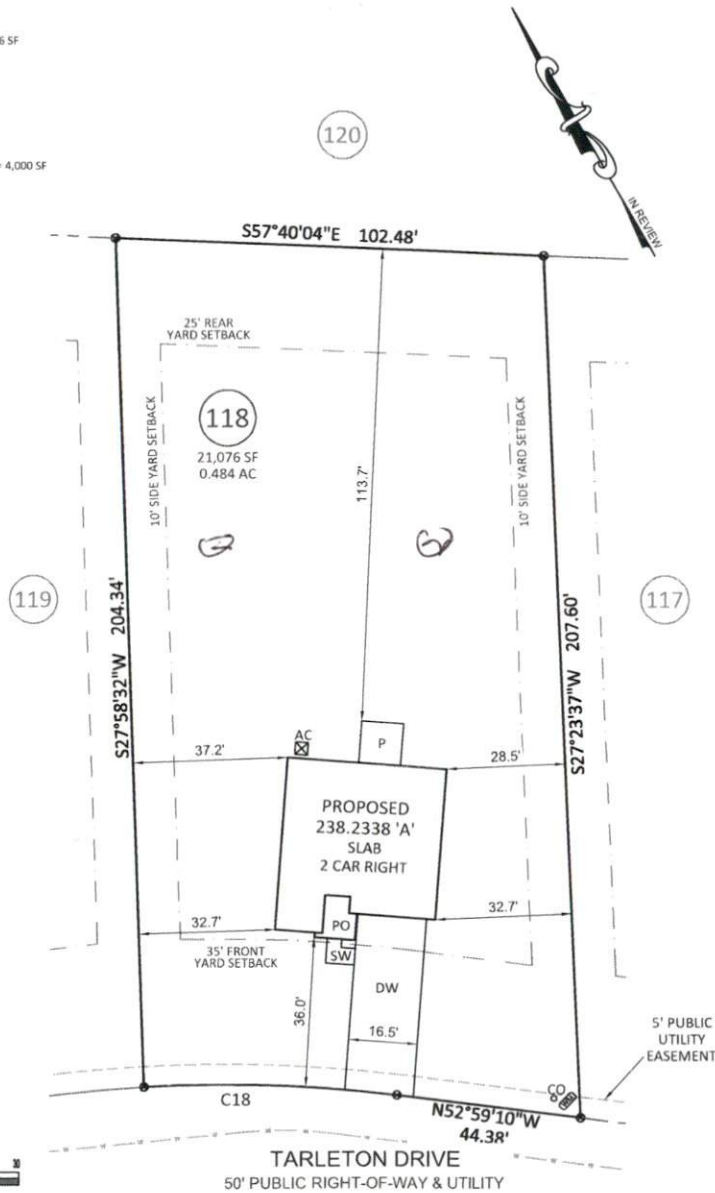 6 SF
= 4,000 SF
120
IN REVIEW
S57°40'04"E 102.48'
25' REAR
YARD SETBACK
118
21,076 SF
0.484 AC
10' SIDE YARD SETBACK
10' SIDE YARD SETBACK
113.7'
119
117
S27°58'32"W 204.34'
S27°23'37"W 207.60'
AC
P
37.2'
28.5'
PROPOSED
238.2338 'A'
SLAB
2 CAR RIGHT
32.7'
32.7'
PO
SW
35' FRONT
YARD SETBACK
DW
36.0'
16.5'
5' PUBLIC
UTILITY
EASEMENT
CO
C18
N52°59'10"W
44.38'
TARLETON DRIVE
50' PUBLIC RIGHT-OF-WAY & UTILITY